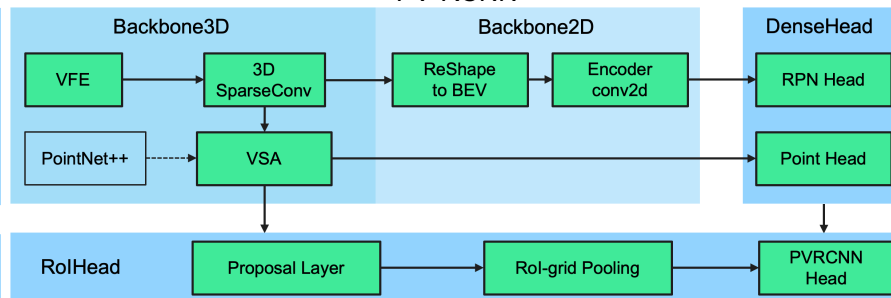 Backbone3D
Backbone2D
DenseHead
VFE
3D
SparseConv
ReShape
to BEV
Encoder
conv2d
RPN Head
PointNet++
VSA
Point Head
RoIHead
Proposal Layer
RoI-grid Pooling
PVRCNN
Head